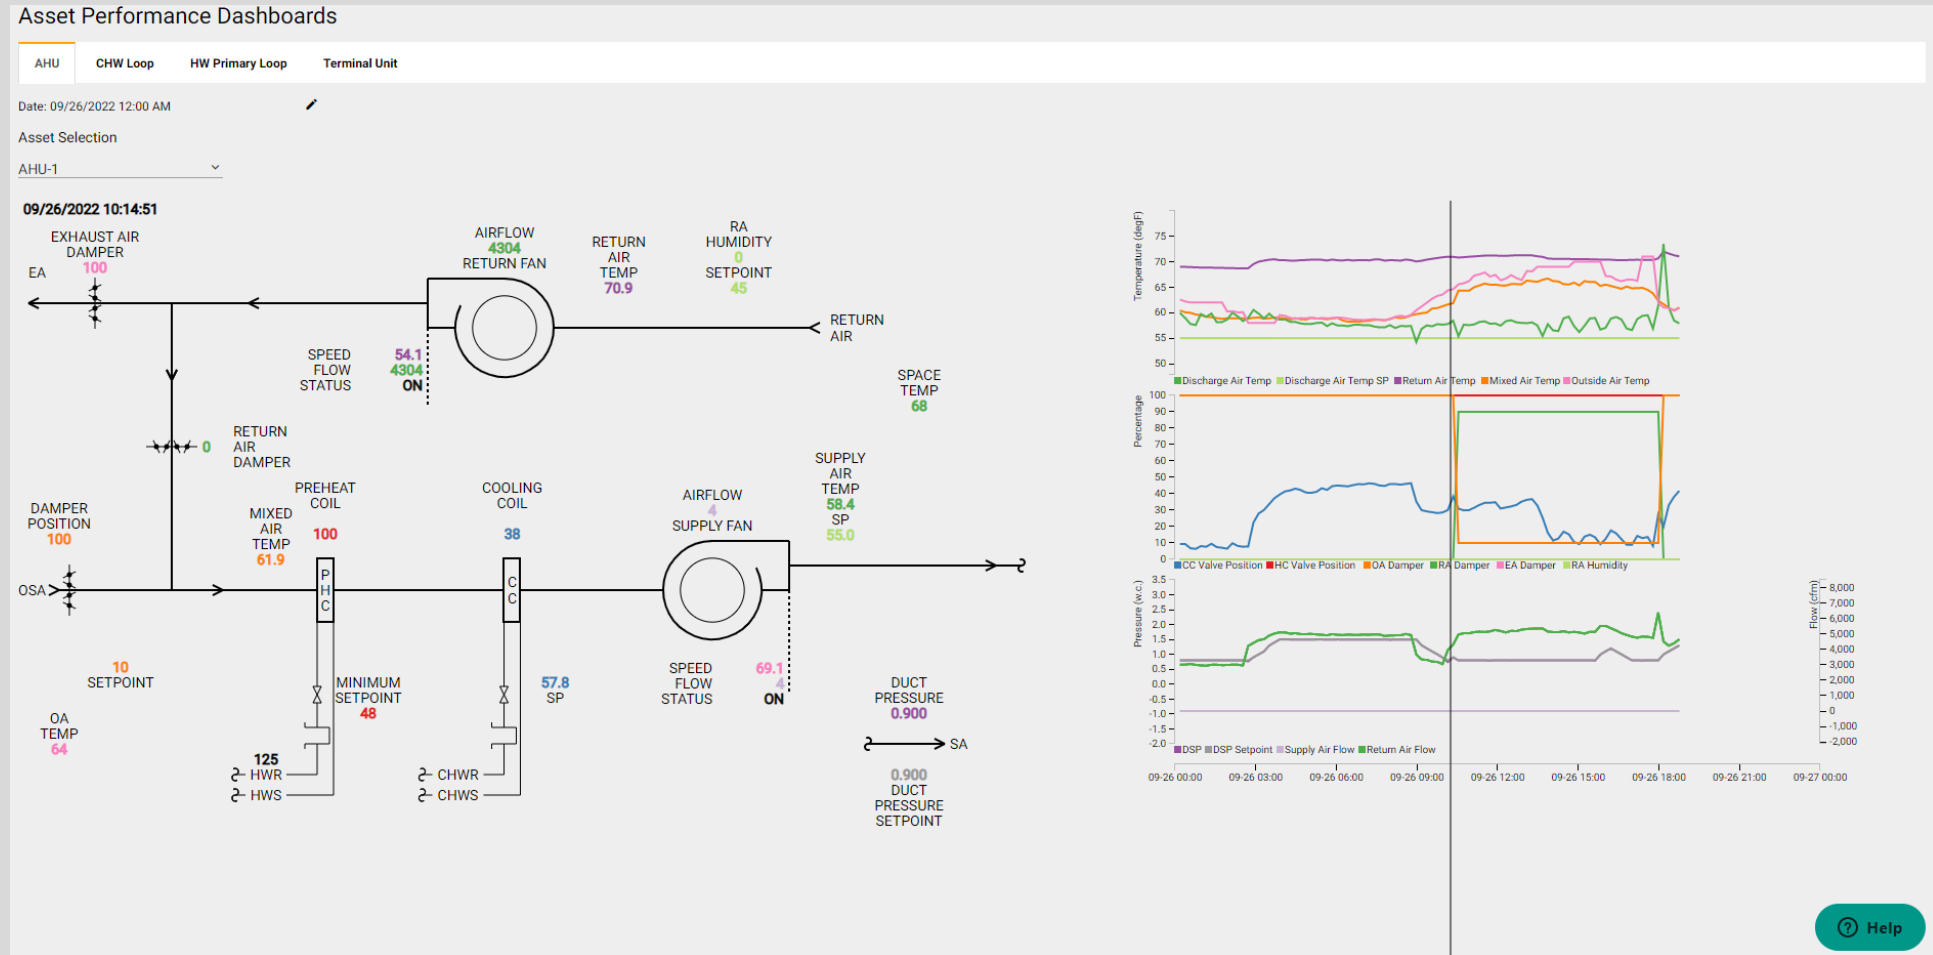 Asset Performance Dashboards
AHU
CHW Loop
HW Primary Loop
Terminal Unit
Date: 09/26/2022 12:00 AM
Asset Selection
AHU-1
09/26/2022 10:14:51
EXHAUST AIR
DAMPER
100
EA
AIRFLOW
4304
RETURN FAN
RETURN
AIR
TEMP
70.9
RA
HUMIDITY
0
SETPOINT
45
RETURN
AIR
SPEED
54.1
FLOW
4304
STATUS
ON
SPACE
TEMP
68
0
RETURN
AIR
DAMPER
DAMPER
POSITION
100
MIXED
AIR
TEMP
61.9
PREHEAT
COIL
100
COOLING
COIL
38
AIRFLOW
4
SUPPLY FAN
SUPPLY
AIR
TEMP
58.4
SP
55.0
OSA
P
H
C
C
C
10
SETPOINT
OA
TEMP
64
MINIMUM
SETPOINT
48
57.8
SP
SPEED
69.1
FLOW
4
STATUS
ON
DUCT
PRESSURE
0.900
SA
0.900
DUCT
PRESSURE
SETPOINT
125
HWR
HWS
CHWR
CHWS
Temperature (degF)
75
70
65
60
55
50
Discharge Air Temp
Discharge Air Temp SP
Return Air Temp
Mixed Air Temp
Outside Air Temp
Percentage
100
90
80
70
60
50
40
30
20
10
0
CC Valve Position
HC Valve Position
OA Damper
RA Damper
EA Damper
RA Humidity
Pressure (w.c.)
3.5
3.0
2.5
2.0
1.5
1.0
0.5
0.0
-0.5
-1.0
-1.5
-2.0
Flow (cfm)
8,000
7,000
6,000
5,000
4,000
3,000
2,000
1,000
0
-1,000
-2,000
DSP
DSP Setpoint
Supply Air Flow
Return Air Flow
09-26 00:00
09-26 03:00
09-26 06:00
09-26 09:00
09-26 12:00
09-26 15:00
09-26 18:00
09-26 21:00
09-27 00:00
Help